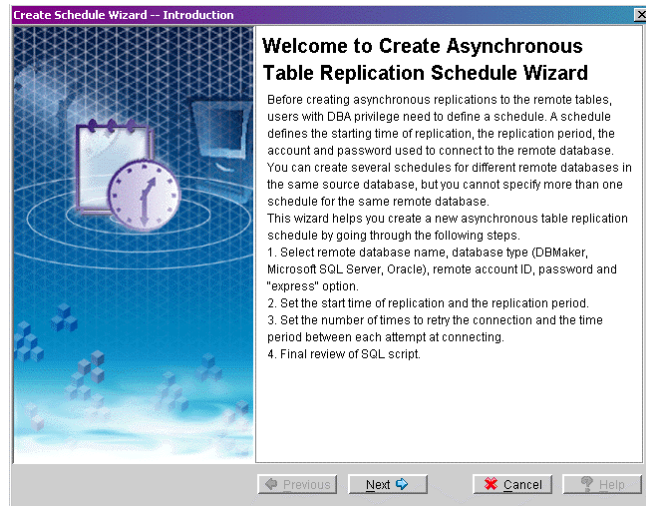 Create Schedule Wizard -- Introduction
Welcome to Create Asynchronous
Table Replication Schedule Wizard
Before creating asynchronous replications to the remote tables,
users with DBA privilege need to define a schedule. A schedule
defines the starting time of replication, the replication period, the
account and password used to connect to the remote database.
You can create several schedules for different remote databases in
the same source database, but you cannot specify more than one
schedule for the same remote database.
This wizard helps you create a new asynchronous table replication
schedule by going through the following steps.
1. Select remote database name, database type (DBMaker,
Microsoft SQL Server, Oracle), remote account ID, password and
"express" option.
2. Set the start time of replication and the replication period.
3. Set the number of times to retry the connection and the time
period between each attempt at connecting.
4. Final review of SQL script.
Previous Next Cancel Help